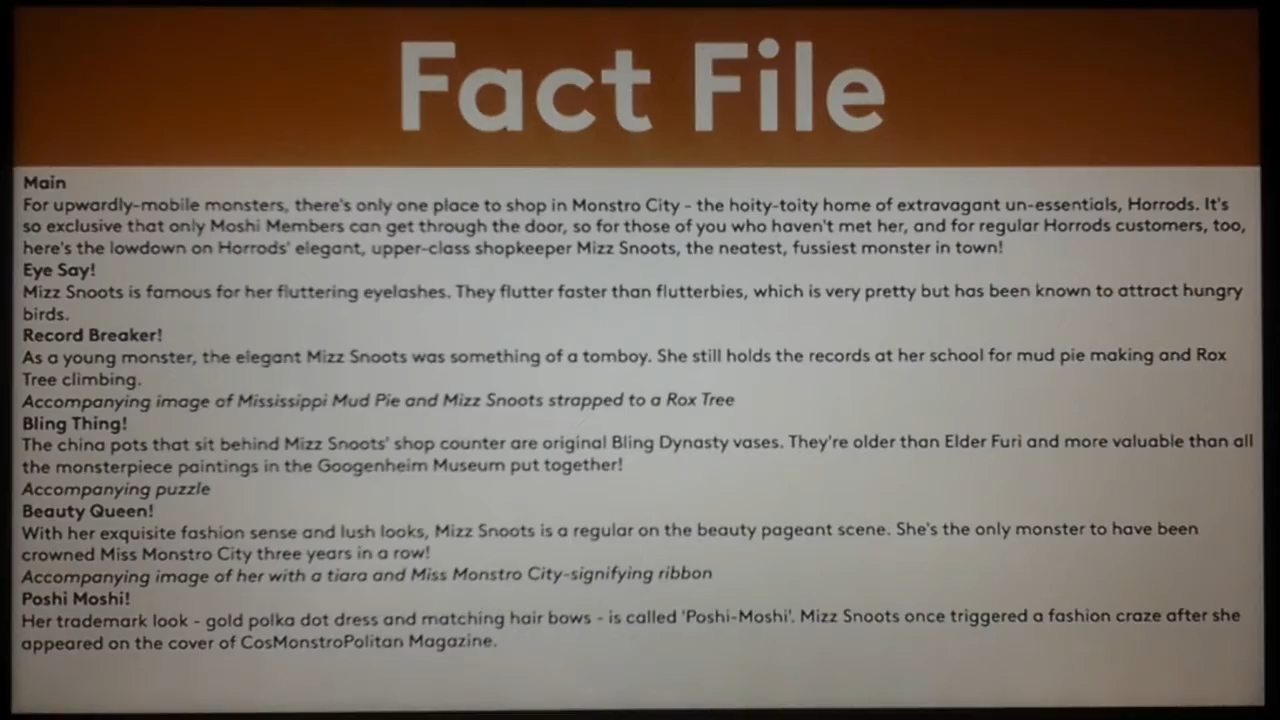 Fact File
Main
For upwardly-mobile monsters, there's only one place to shop in Monstro City - the hoity-toity home of extravagant un-essentials, Horrods. It's
so exclusive that only Moshi Members can get through the door, so for those of you who haven't met her, and for regular Horrods customers, too,
here's the lowdown on Horrods' elegant, upper-class shopkeeper Mizz Snoots, the neatest, fussiest monster in town!
Eye Say!
Mizz Snoots is famous for her fluttering eyelashes. They flutter faster than flutterbies, which is very pretty but has been known to attract hungry
birds.
Record Breaker!
As a young monster, the elegant Mizz Snoots was something of a tomboy. She still holds the records at her school for mud pie making and Rox
Tree climbing.
Accompanying image of Mississippi Mud Pie and Mizz Snoots strapped to a Rox Tree
Bling Thing!
The china pots that sit behind Mizz Snoots' shop counter are original Bling Dynasty vases. They're older than Elder Furi and more valuable than all
the monsterpiece paintings in the Googenheim Museum put together!
Accompanying puzzle
Beauty Queen!
With her exquisite fashion sense and lush looks, Mizz Snoots is a regular on the beauty pageant scene. She's the only monster to have been
crowned Miss Monstro City three years in a row!
Accompanying image of her with a tiara and Miss Monstro City-signifying ribbon
Poshi Moshi!
Her trademark look - gold polka dot dress and matching hair bows - is called 'Poshi-Moshi'. Mizz Snoots once triggered a fashion craze after she
appeared on the cover of CosMonstroPolitan Magazine.